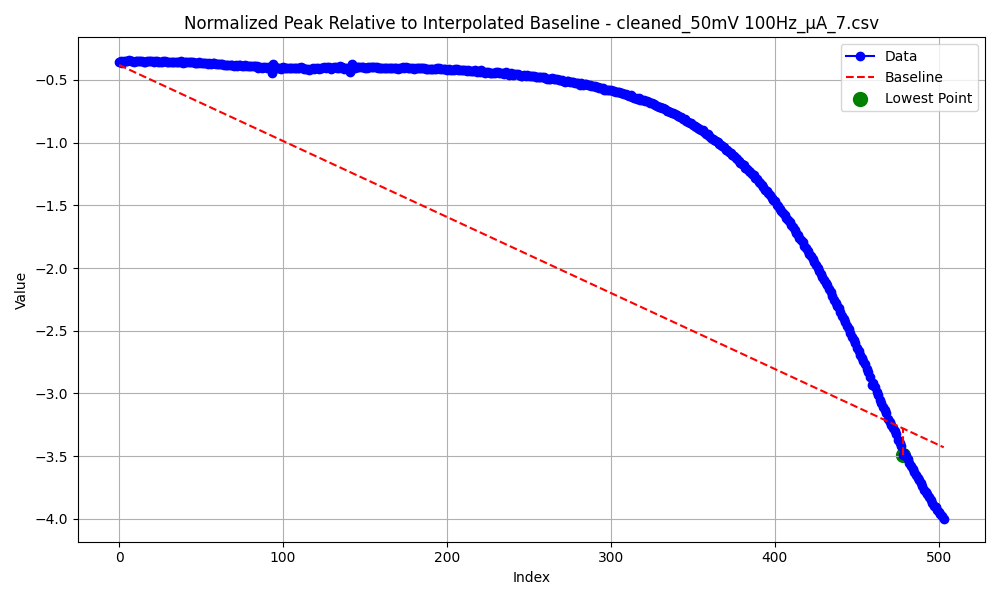 Normalized Peak Relative to Interpolated Baseline - cleaned_50mV 100Hz_μA_7.csv
Data
Baseline
Lowest Point
Value
−0.5
−1.0
−1.5
−2.0
−2.5
−3.0
−3.5
−4.0
0 100 200 300 400 500
Index